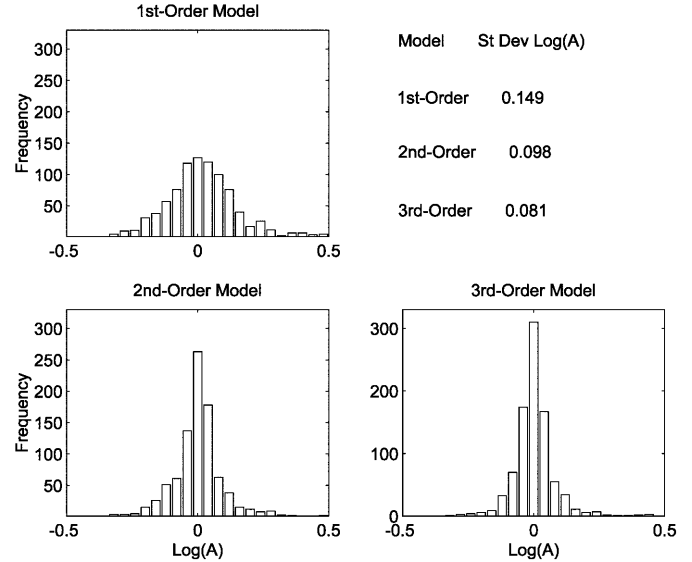 1st-Order Model
300
250
200
150
100
50
Frequency
-0.5 0 0.5
Model St Dev Log(A)
1st-Order 0.149
2nd-Order 0.098
3rd-Order 0.081
2nd-Order Model
300
250
200
150
100
50
Frequency
-0.5 0 0.5
Log(A)
3rd-Order Model
300
200
100
0
-0.5 0 0.5
Log(A)